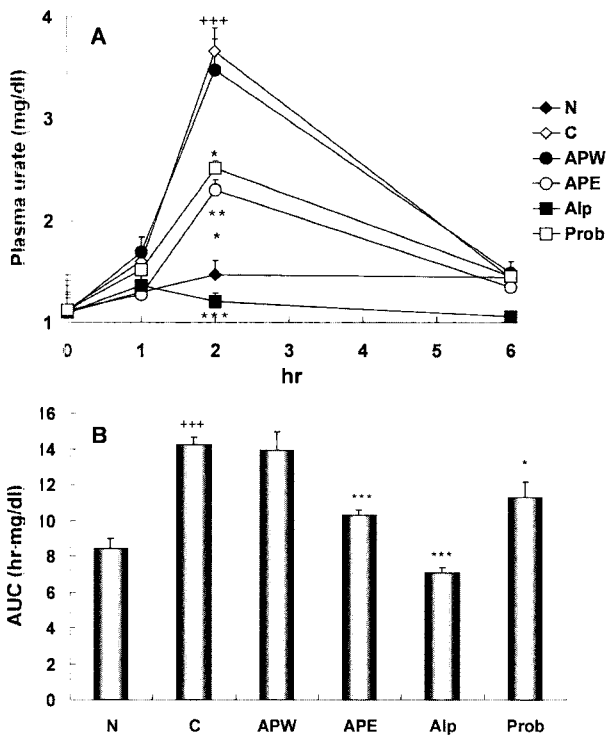 A
+++
4
3
2
1
Plasma urate (mg/dl)
*
**
*
***
0 1 2 3 4 5 6
hr
N
C
APW
APE
Alp
Prob
B
16
14
12
10
8
6
4
2
0
AUC (hr·mg/dl)
+++
***
***
*
N C APW APE Alp Prob